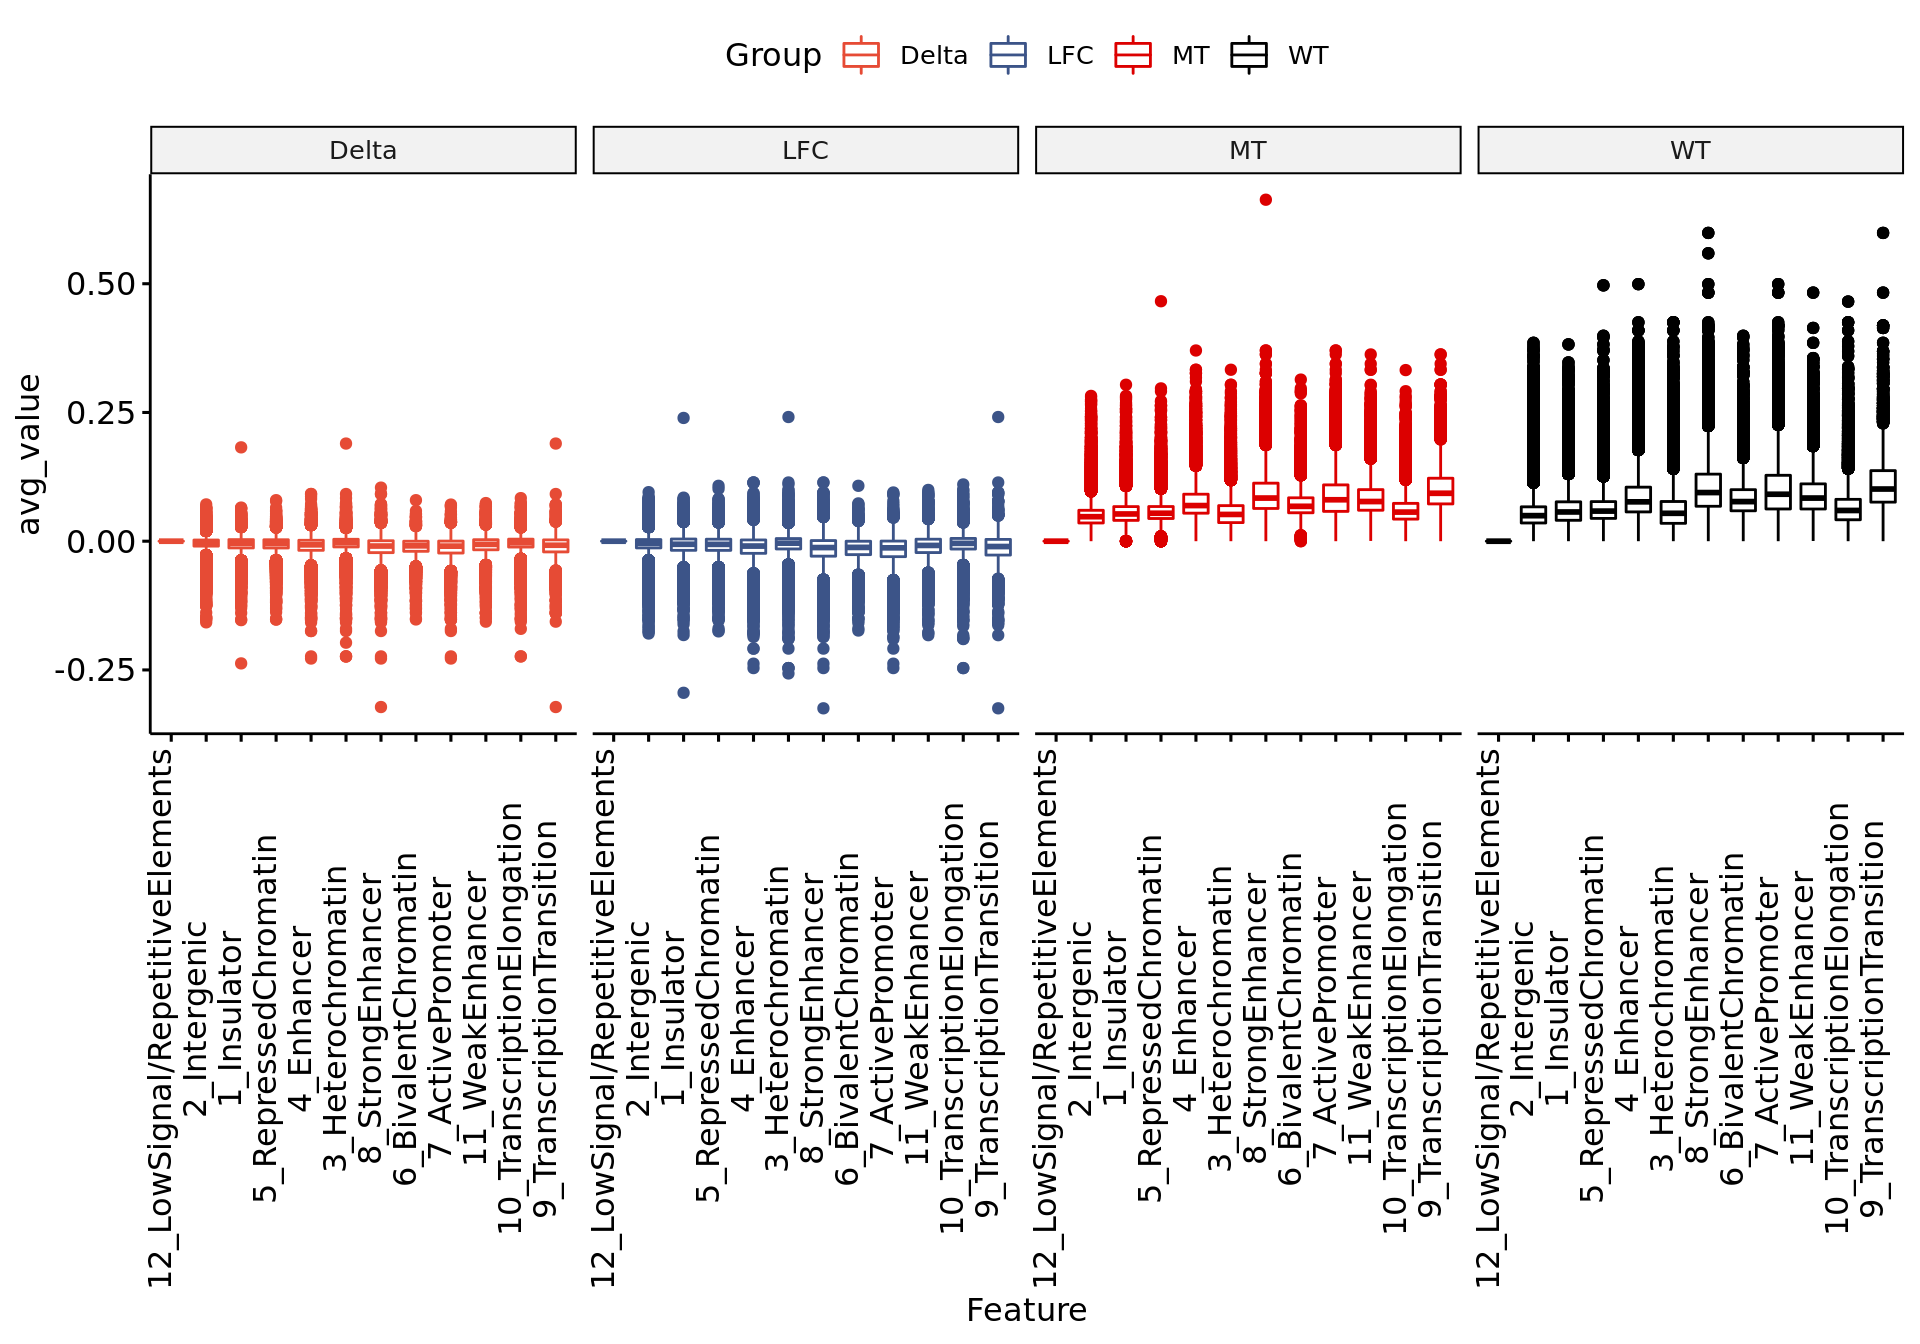 Group Delta LFC MT WT
Delta LFC MT WT
avg_value
0.50
0.25
0.00
-0.25
12_LowSignal/RepetitiveElements
2_Intergenic
1_Insulator
5_RepressedChromatin
4_Enhancer
3_Heterochromatin
8_StrongEnhancer
6_BivalentChromatin
7_ActivePromoter
11_WeakEnhancer
10_TranscriptionElongation
9_TranscriptionTransition
12_LowSignal/RepetitiveElements
2_Intergenic
1_Insulator
5_RepressedChromatin
4_Enhancer
3_Heterochromatin
8_StrongEnhancer
6_BivalentChromatin
7_ActivePromoter
11_WeakEnhancer
10_TranscriptionElongation
9_TranscriptionTransition
12_LowSignal/RepetitiveElements
2_Intergenic
1_Insulator
5_RepressedChromatin
4_Enhancer
3_Heterochromatin
8_StrongEnhancer
6_BivalentChromatin
7_ActivePromoter
11_WeakEnhancer
10_TranscriptionElongation
9_TranscriptionTransition
12_LowSignal/RepetitiveElements
2_Intergenic
1_Insulator
5_RepressedChromatin
4_Enhancer
3_Heterochromatin
8_StrongEnhancer
6_BivalentChromatin
7_ActivePromoter
11_WeakEnhancer
10_TranscriptionElongation
9_TranscriptionTransition
Feature